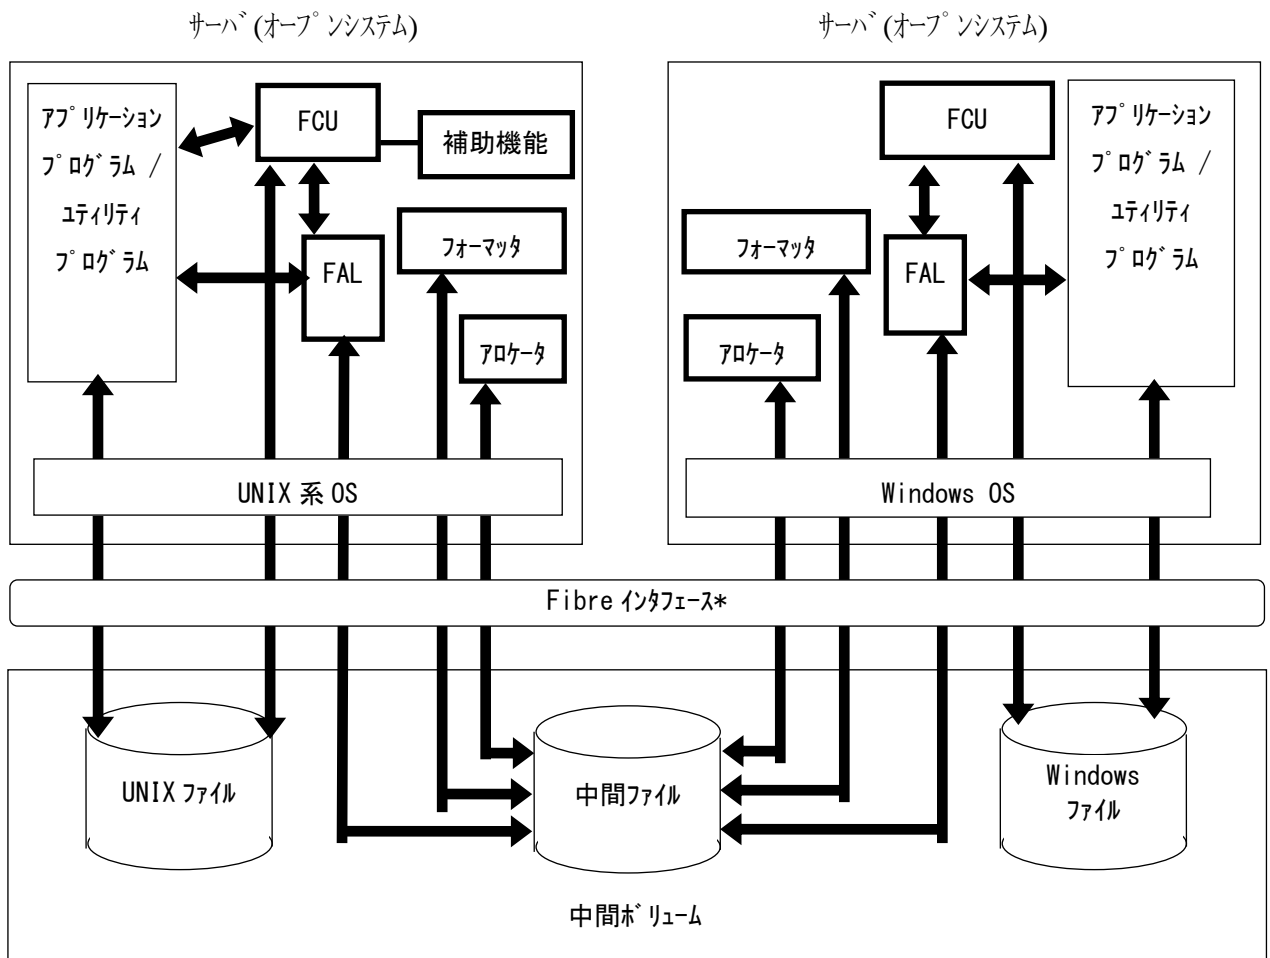 サーバ(オープンシステム)
サーバ(オープンシステム)
アプリケーション
プログラム /
ユティリティ
プログラム
FCU
補助機能
フォーマッタ
FAL
アロケータ
UNIX 系 OS
FCU
アプリケーション
プログラム /
ユティリティ
プログラム
フォーマッタ
FAL
アロケータ
Windows OS
Fibre インタフェース*
UNIX ファイル
中間ファイル
Windows
ファイル
中間ボリューム